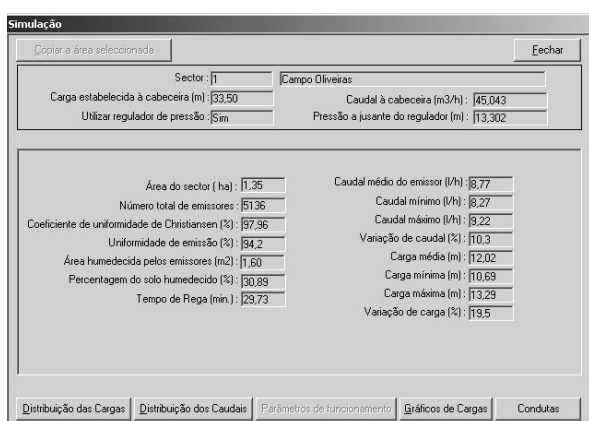 Simulação
Copiar a área seleccionada Fechar
Sector : 1 Campo Oliveiras
Carga estabelecida à cabeceira (m) : 33,50 Caudal à cabeceira (m3/h) : 45,043
Utilizar regulador de pressão : Sim Pressão a jusante do regulador (m) : 13,302
Área do sector ( ha) : 1,35 Caudal médio do emissor (l/h) : 8,77
Número total de emissores : 5136 Caudal mínimo (l/h) : 8,27
Coeficiente de uniformidade de Christiansen (%) : 97,96 Caudal máximo (l/h) : 9,22
Uniformidade de emissão (%) : 94,2 Variação de caudal (%) : 10,3
Área humedecida pelos emissores (m2) : 1,60 Carga média (m) : 12,02
Percentagem do solo humedecido (%) : 30,89 Carga mínima (m) : 10,69
Tempo de Rega (min.) : 29,73 Carga máxima (m) : 13,29
Variação de carga (%) : 19,5
Distribuição das Cargas Distribuição dos Caudais Parâmetros de funcionamento Gráficos de Cargas Condutas